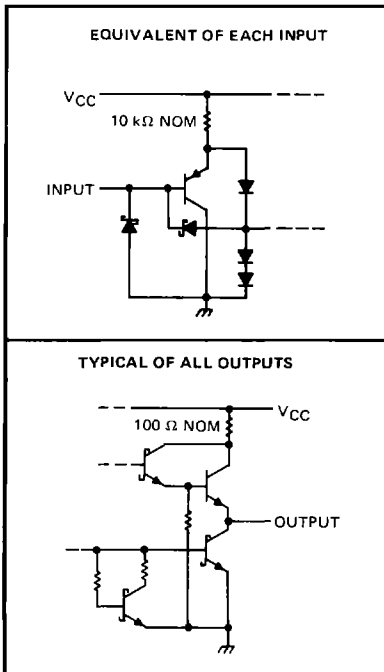 EQUIVALENT OF EACH INPUT
VCC
10 kΩ NOM
INPUT
TYPICAL OF ALL OUTPUTS
VCC
100 Ω NOM
OUTPUT